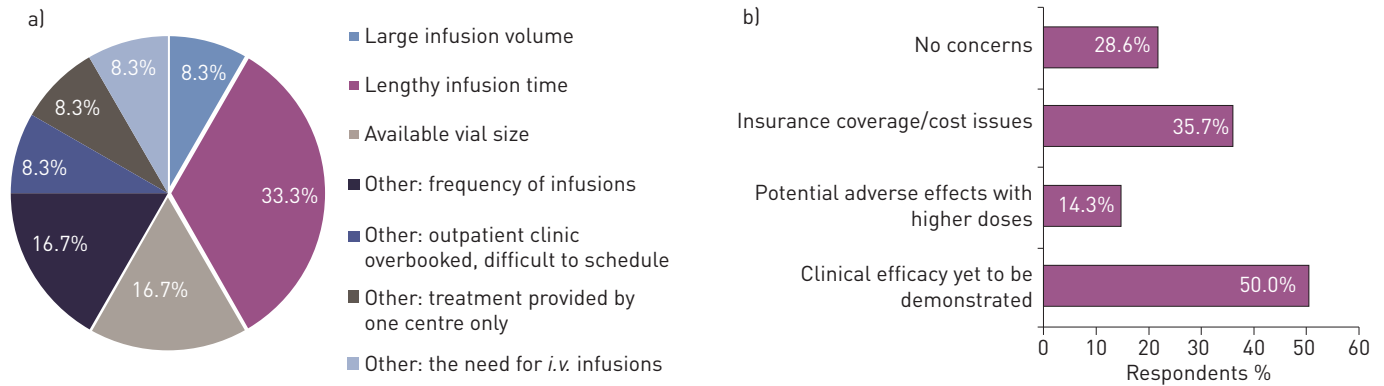 a)
8.3%
33.3%
16.7%
16.7%
8.3%
8.3%
8.3%
Large infusion volume
Lengthy infusion time
Available vial size
Other: frequency of infusions
Other: outpatient clinic
overbooked, difficult to schedule
Other: treatment provided by
one centre only
Other: the need for i.v. infusions
b)
No concerns
28.6%
Insurance coverage/cost issues
35.7%
Potential adverse effects with
higher doses
14.3%
Clinical efficacy yet to be
demonstrated
50.0%
0 10 20 30 40 50 60
Respondents %